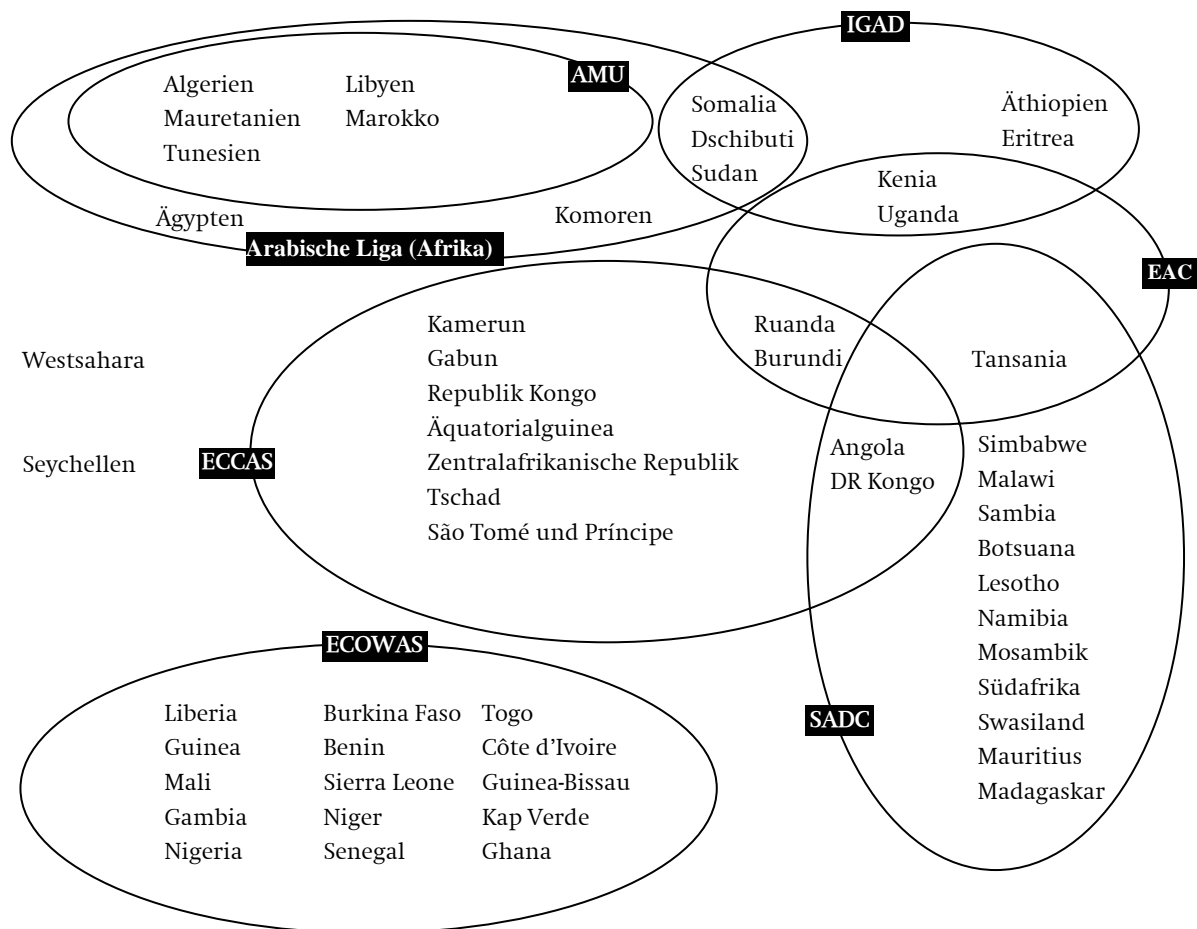 IGAD
AMU
Algerien Libyen
Mauretanien Marokko
Tunesien
Somalia
Dschibuti
Sudan
Äthiopien
Eritrea
Kenia
Uganda
Ägypten
Komoren
Arabische Liga (Afrika)
EAC
Westsahara
Seychellen
ECCAS
Kamerun
Gabun
Republik Kongo
Äquatorialguinea
Zentralafrikanische Republik
Tschad
São Tomé und Príncipe
Ruanda
Burundi
Tansania
Angola
DR Kongo
Simbabwe
Malawi
Sambia
Botsuana
Lesotho
Namibia
Mosambik
Südafrika
Swasiland
Mauritius
Madagaskar
SADC
ECOWAS
Liberia Burkina Faso Togo
Guinea Benin Côte d’Ivoire
Mali Sierra Leone Guinea-Bissau
Gambia Niger Kap Verde
Nigeria Senegal Ghana